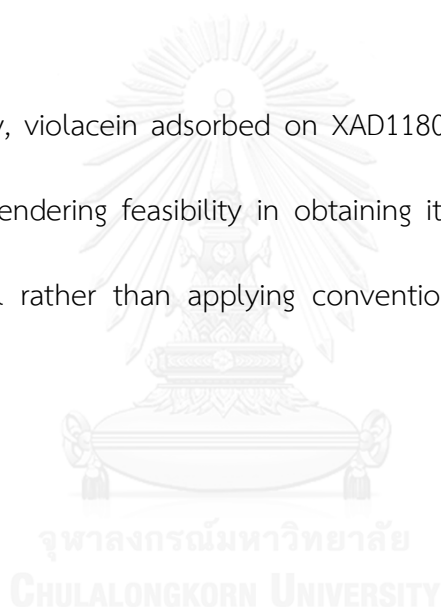 , violacein adsorbed on XAD1180
endering feasibility in obtaining it
rather than applying conventio
จุฬาลงกรณ์มหาวิทยาลัย
CHULALONGKORN UNIVERSITY